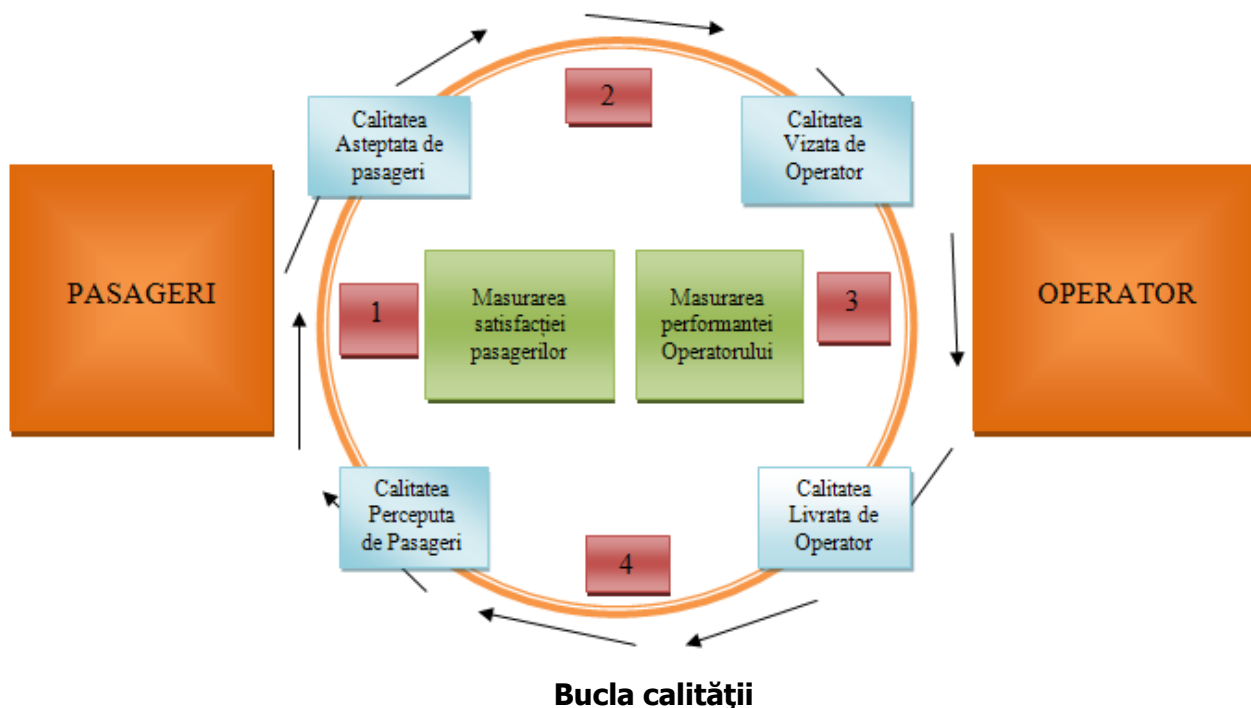 2
Calitatea
Asteptata de
pasageri
Calitatea
Vizata de
Operator
PASAGERI
1
Masurarea
satisfacției
pasagerilor
Masurarea
performantei
Operatorului
3
OPERATOR
Calitatea
Perceputa
de Pasageri
4
Calitatea
Livrata de
Operator
Bucla calităţii